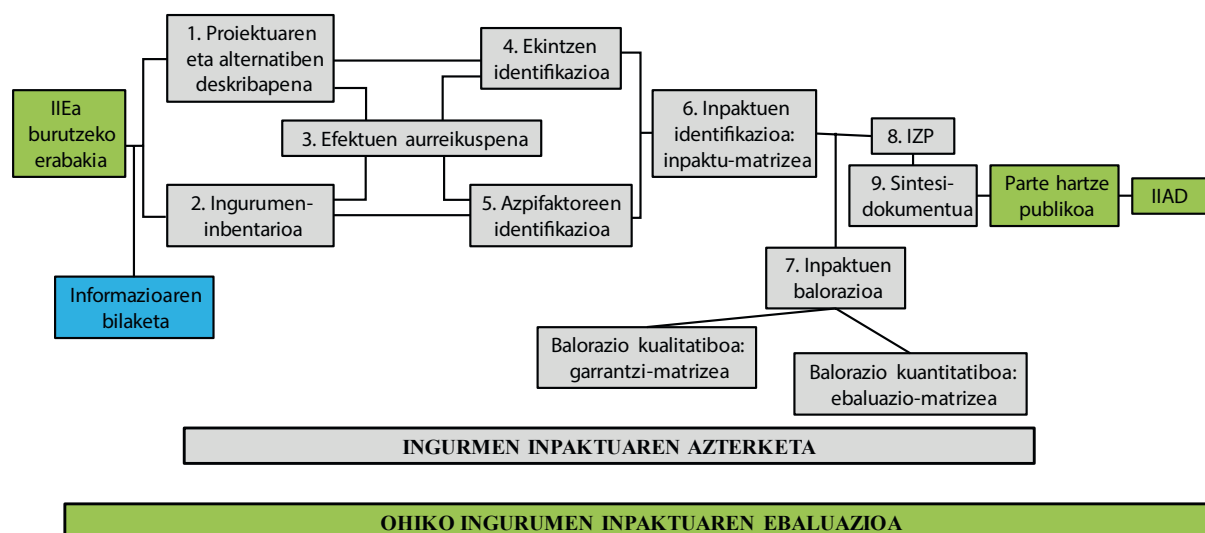 IIEa
burutzeko
erabakia
Informazioaren
bilaketa
1. Proiektuaren
eta alternatiben
deskribapena
2. Ingurumen-
inbentarioa
3. Efektuen aurreikuspena
4. Ekintzen
identifikazioa
5. Azpifaktoreen
identifikazioa
6. Inpaktuen
identifikazioa:
inpaktu-matrizea
7. Inpaktuen
balorazioa
Balorazio kualitatiboa:
garrantzi-matrizea
Balorazio kuantitatiboa:
ebaluazio-matrizea
8. IZP
9. Sintesi-
dokumentua
Parte hartze
publikoa
IIAD
INGURMEN INPAKTUAREN AZTERKETA
OHIKO INGURUMEN INPAKTUAREN EBALUAZIOA